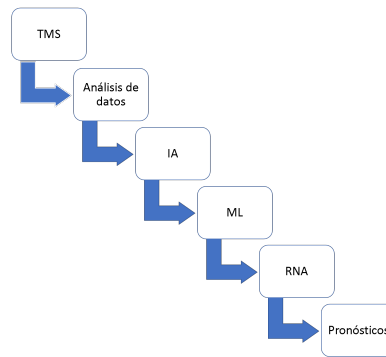 TMS
Análisis de
datos
IA
ML
RNA
Pronósticos